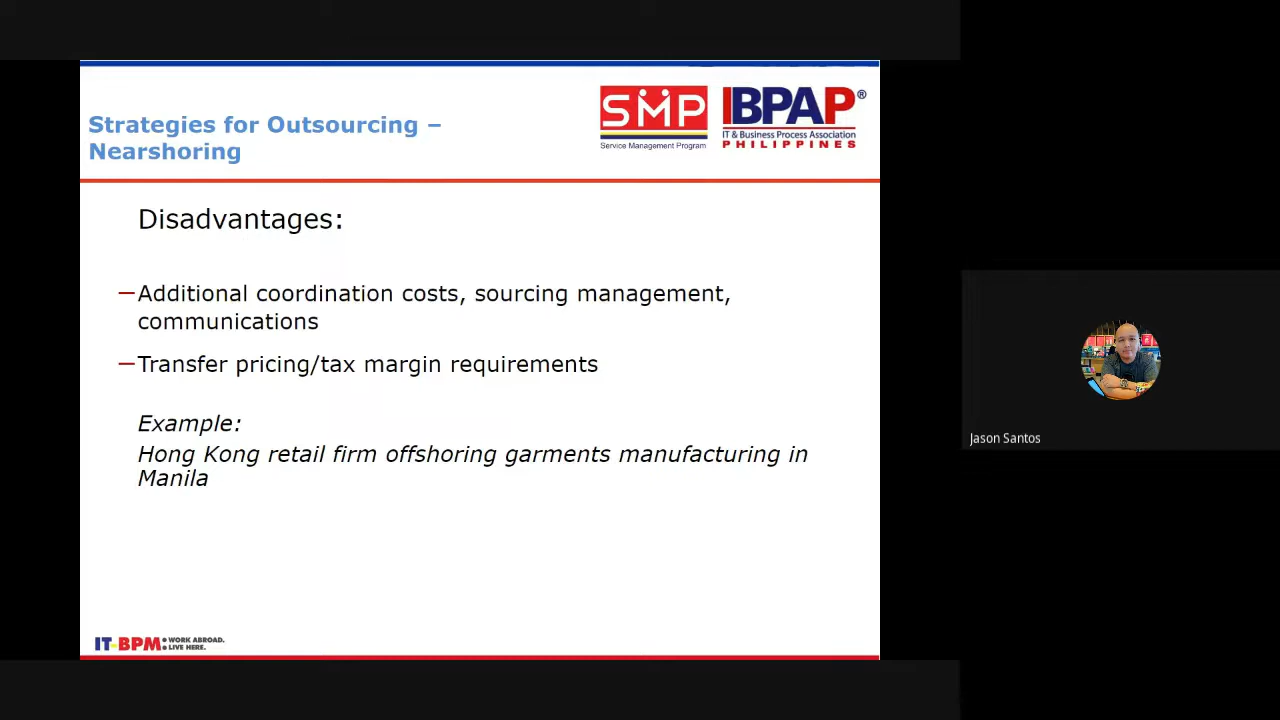 Strategies for Outsourcing –
Nearshoring
SMP
Service Management Program
IBPAP®
IT & Business Process Association
PHILIPPINES
Disadvantages:
—Additional coordination costs, sourcing management,
communications
—Transfer pricing/tax margin requirements
Example:
Hong Kong retail firm offshoring garments manufacturing in
Manila
Jason Santos
IT-BPM: WORK ABROAD.
LIVE HERE.